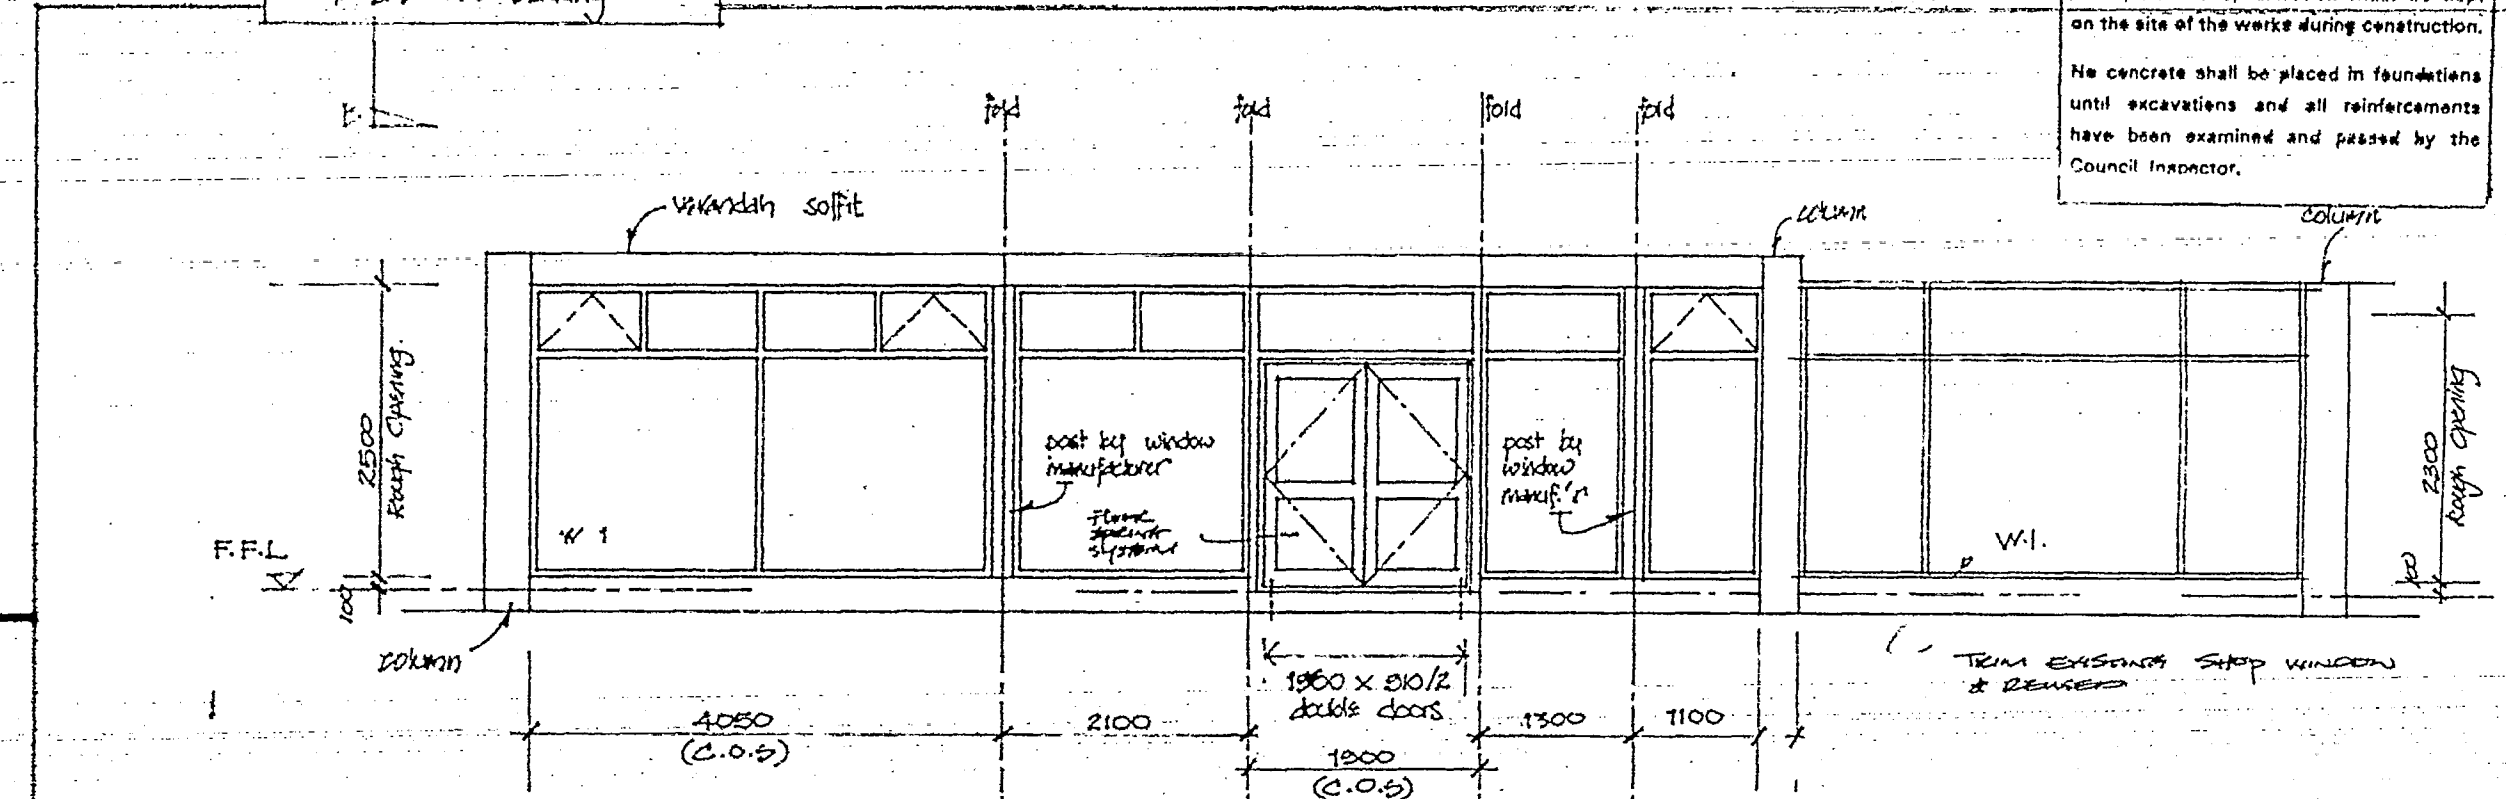 on the site of the works during construction.
No concrete shall be placed in foundations
until excavations and all reinforcements
have been examined and passed by the
Council Inspector.
fold
fold
fold
fold
verandah soffit
column
column
2500
Rough Opening.
F.F.L
100
column
W 1
post by window
manufacturer
post by
window
manuf.'r
W.1.
2300
Rough Opening
100
TRIM EXISTING SHOP WINDOW
4050
(C.O.S)
2100
1960 X 910/2
double doors
1900
(C.O.S)
1300
1100